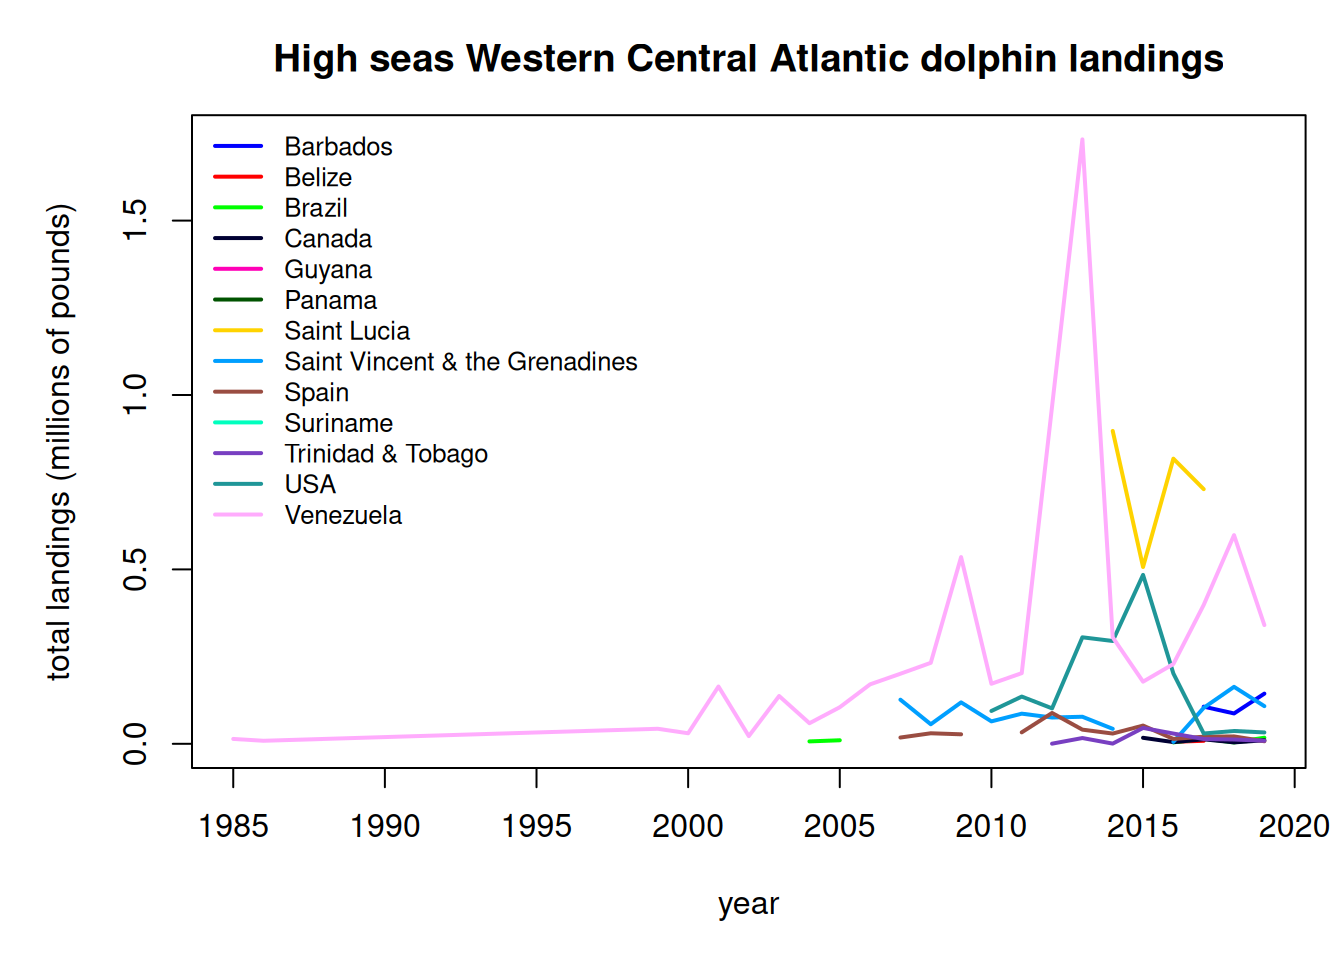 High seas Western Central Atlantic dolphin landings
Barbados
Belize
Brazil
Canada
Guyana
Panama
Saint Lucia
Saint Vincent & the Grenadines
Spain
Suriname
Trinidad & Tobago
USA
Venezuela
total landings (millions of pounds)
1.5
1.0
0.5
0.0
1985 1990 1995 2000 2005 2010 2015 2020
year